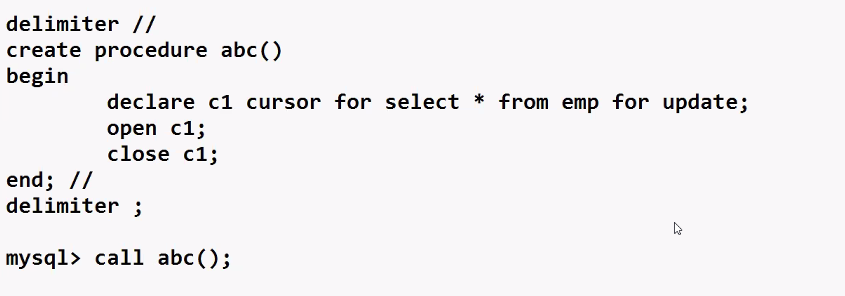 delimiter //
create procedure abc()
begin
declare c1 cursor for select * from emp for update;
open c1;
close c1;
end; //
delimiter ;
mysql> call abc();